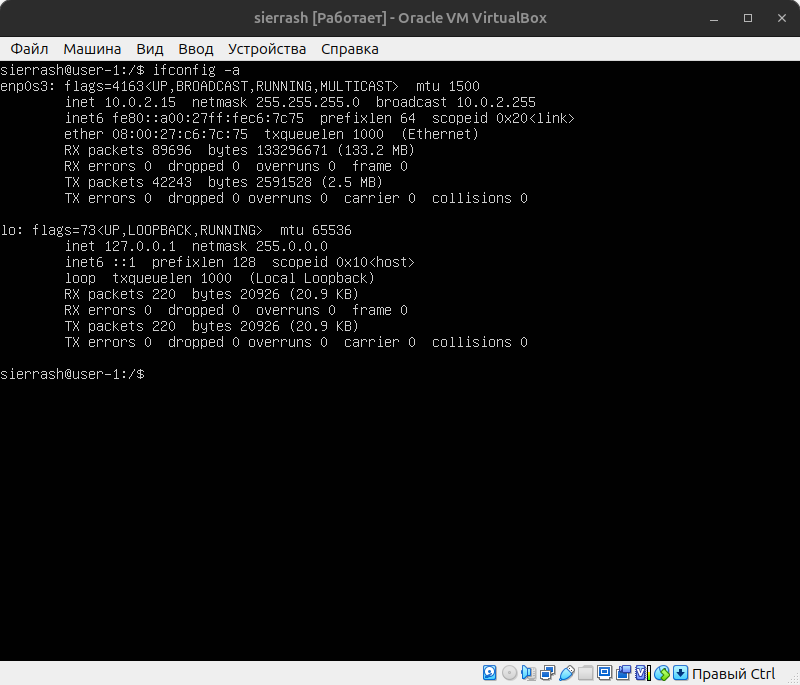 sierrash [Работает] - Oracle VM VirtualBox
Файл Машина Вид Ввод Устройства Справка
sierrash@user-1:/$ ifconfig -a
enp0s3: flags=4163<UP,BROADCAST,RUNNING,MULTICAST>  mtu 1500
        inet 10.0.2.15  netmask 255.255.255.0  broadcast 10.0.2.255
        inet6 fe80::a00:27ff:fec6:7c75  prefixlen 64  scopeid 0x20<link>
        ether 08:00:27:c6:7c:75  txqueuelen 1000  (Ethernet)
        RX packets 89696  bytes 133296671 (133.2 MB)
        RX errors 0  dropped 0  overruns 0  frame 0
        TX packets 42243  bytes 2591528 (2.5 MB)
        TX errors 0  dropped 0 overruns 0  carrier 0  collisions 0
lo: flags=73<UP,LOOPBACK,RUNNING>  mtu 65536
        inet 127.0.0.1  netmask 255.0.0.0
        inet6 ::1  prefixlen 128  scopeid 0x10<host>
        loop  txqueuelen 1000  (Local Loopback)
        RX packets 220  bytes 20926 (20.9 KB)
        RX errors 0  dropped 0  overruns 0  frame 0
        TX packets 220  bytes 20926 (20.9 KB)
        TX errors 0  dropped 0 overruns 0  carrier 0  collisions 0
sierrash@user-1:/$
Правый Ctrl